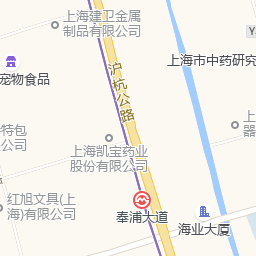 上海建卫金属
制品有限公司
沪杭公路
上海市中药研究
宠物食品
特包
公司
上海凯宝药业
股份有限公司
上
器
红旭文具(上
海)有限公司
奉浦大道
海业大厦